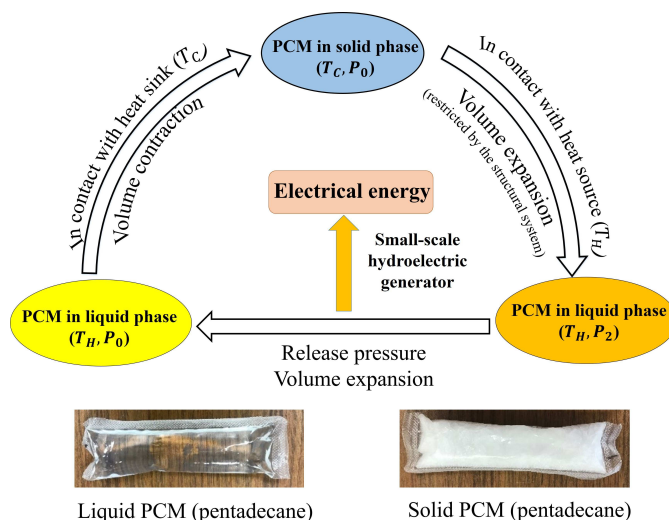 PCM in solid phase
(T_C, P_0)
In contact with heat sink (T_C)
Volume contraction
In contact with heat source (T_H)
Volume expansion
(restricted by the structural system)
Electrical energy
Small-scale
hydroelectric
generator
PCM in liquid phase
(T_H, P_0)
PCM in liquid phase
(T_H, P_2)
Release pressure
Volume expansion
Liquid PCM (pentadecane)
Solid PCM (pentadecane)